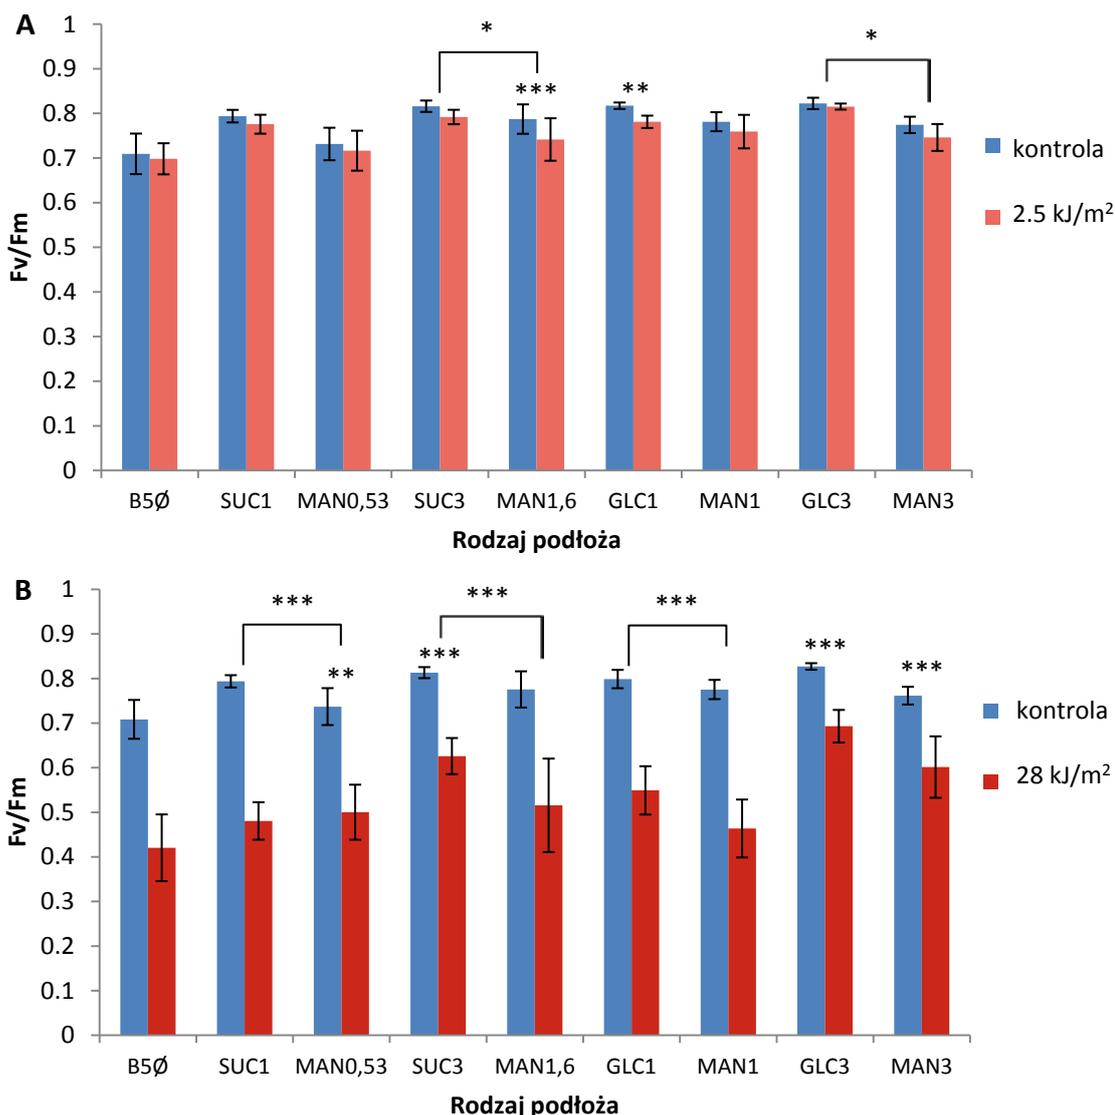 A
1
0.9
0.8
0.7
0.6
0.5
0.4
0.3
0.2
0.1
0
Fv/Fm
* *
*** **
kontrola
2.5 kJ/m²
B5Ø SUC1 MAN0,53 SUC3 MAN1,6 GLC1 MAN1 GLC3 MAN3
Rodzaj podłoża
B
1
0.9
0.8
0.7
0.6
0.5
0.4
0.3
0.2
0.1
0
Fv/Fm
*** *** ***
** *** *** ***
kontrola
28 kJ/m²
B5Ø SUC1 MAN0,53 SUC3 MAN1,6 GLC1 MAN1 GLC3 MAN3
Rodzaj podłoża